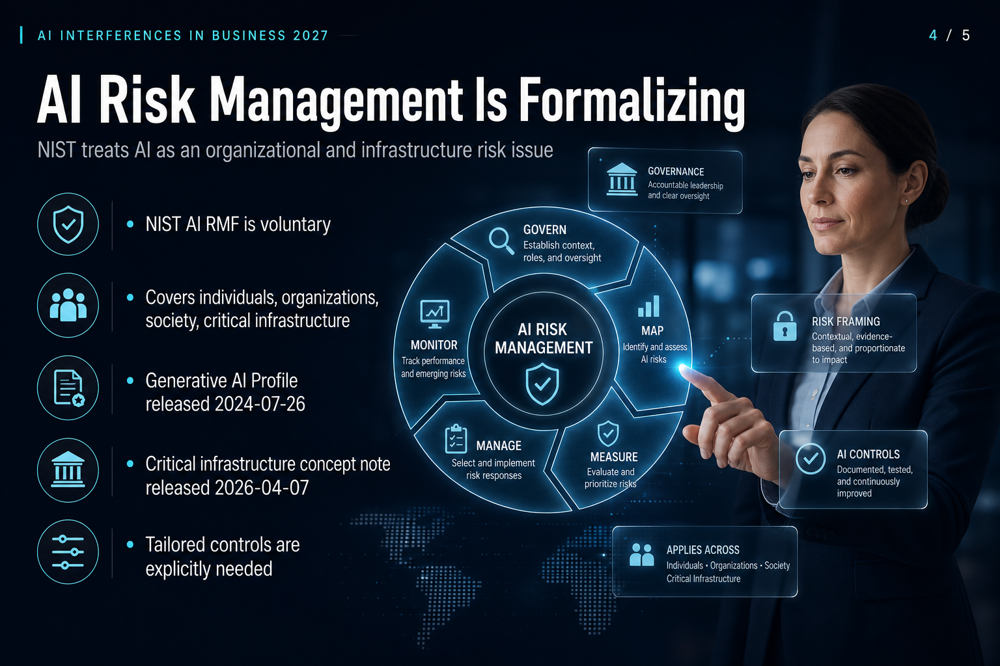 AI INTERFERENCES IN BUSINESS 2027
4 / 5
AI Risk Management Is Formalizing
NIST treats AI as an organizational and infrastructure risk issue
• NIST AI RMF is voluntary
• Covers individuals, organizations,
society, critical infrastructure
• Generative AI Profile
released 2024-07-26
• Critical infrastructure concept note
released 2026-04-07
• Tailored controls are
explicitly needed
GOVERN
Establish context,
roles, and oversight
MAP
Identify and assess
Ai risks
MEASURE
Evaluate and
prioritize risks
MANAGE
Select and implement
risk responses
MONITOR
Track performance
and emerging risks
AI RISK
MANAGEMENT
GOVERNANCE
Accountable leadership
and clear oversight
RISK FRAMING
Contextual, evidence-
based, and proportionate
to impact
AI CONTROLS
Documented, tested,
and continuously
improved
APPLIES ACROSS
Individuals • Organizations • Society
Critical Infrastructure